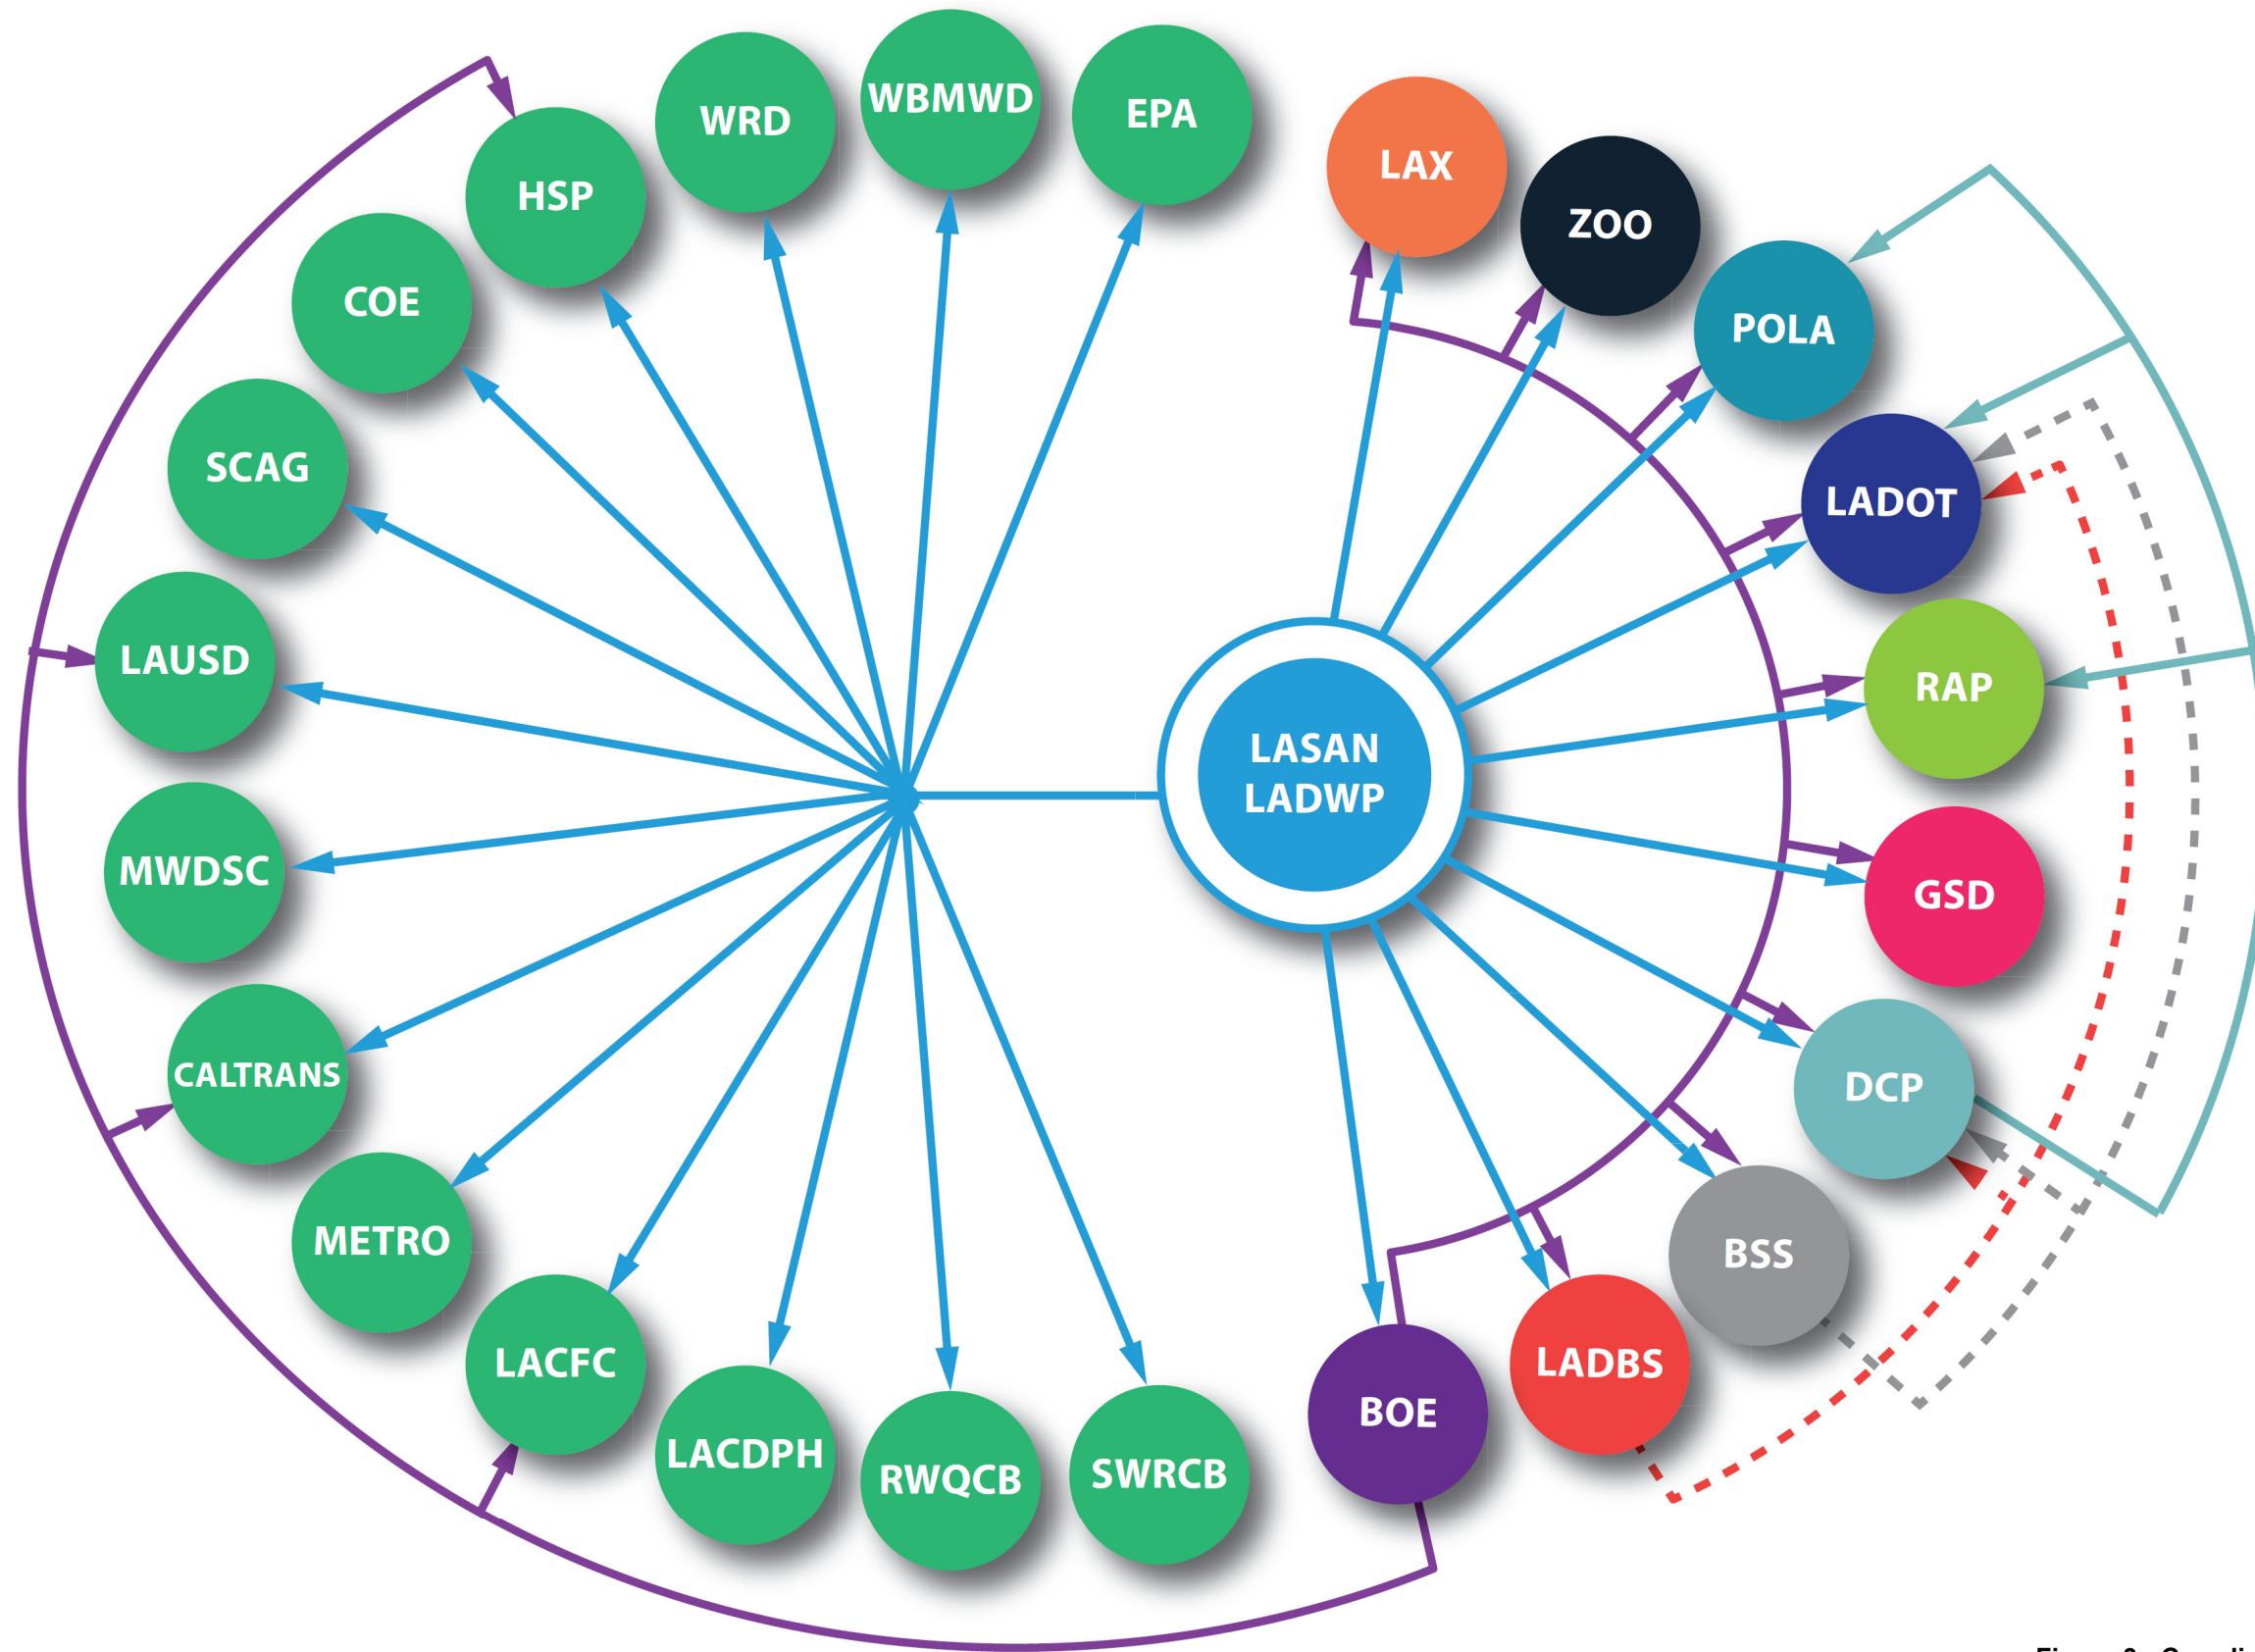 WBMWD
EPA
WRD
LAX
HSP
ZOO
COE
POLA
SCAG
LADOT
LAUSD
RAP
LASAN
LADWP
MWDSC
GSD
CALTRANS
DCP
METRO
BSS
LACFC
LADBS
BOE
LACDPH
RWQCB
SWRCB